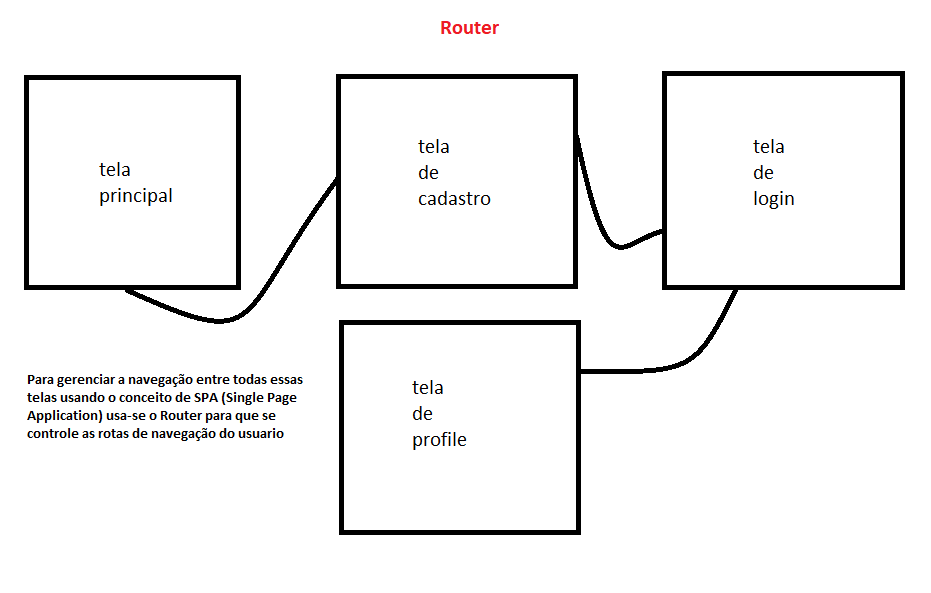 Router
tela
principal
tela
de
cadastro
tela
de
login
Para gerenciar a navegação entre todas essas
telas usando o conceito de SPA (Single Page
Application) usa-se o Router para que se
controle as rotas de navegação do usuario
tela
de
profile